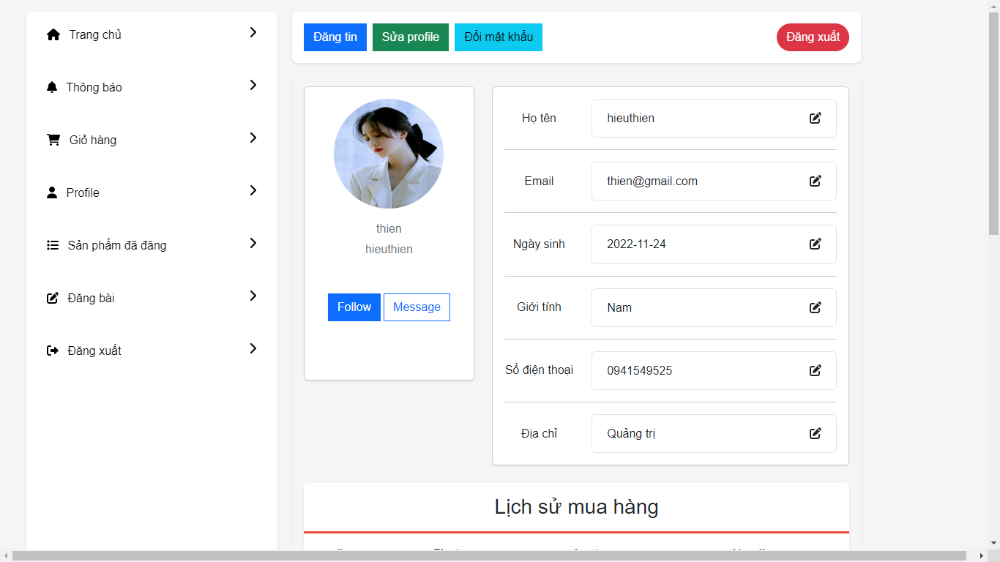 Trang chủ
Thông báo
Giỏ hàng
Profile
Sản phẩm đã đăng
Đăng bài
Đăng xuất
Đăng tin
Sửa profile
Đổi mật khẩu
Đăng xuất
thien
hieuthien
Follow
Message
Họ tên
hieuthien
Email
thien@gmail.com
Ngày sinh
2022-11-24
Giới tính
Nam
Số điện thoại
0941549525
Địa chỉ
Quảng trị
Lịch sử mua hàng